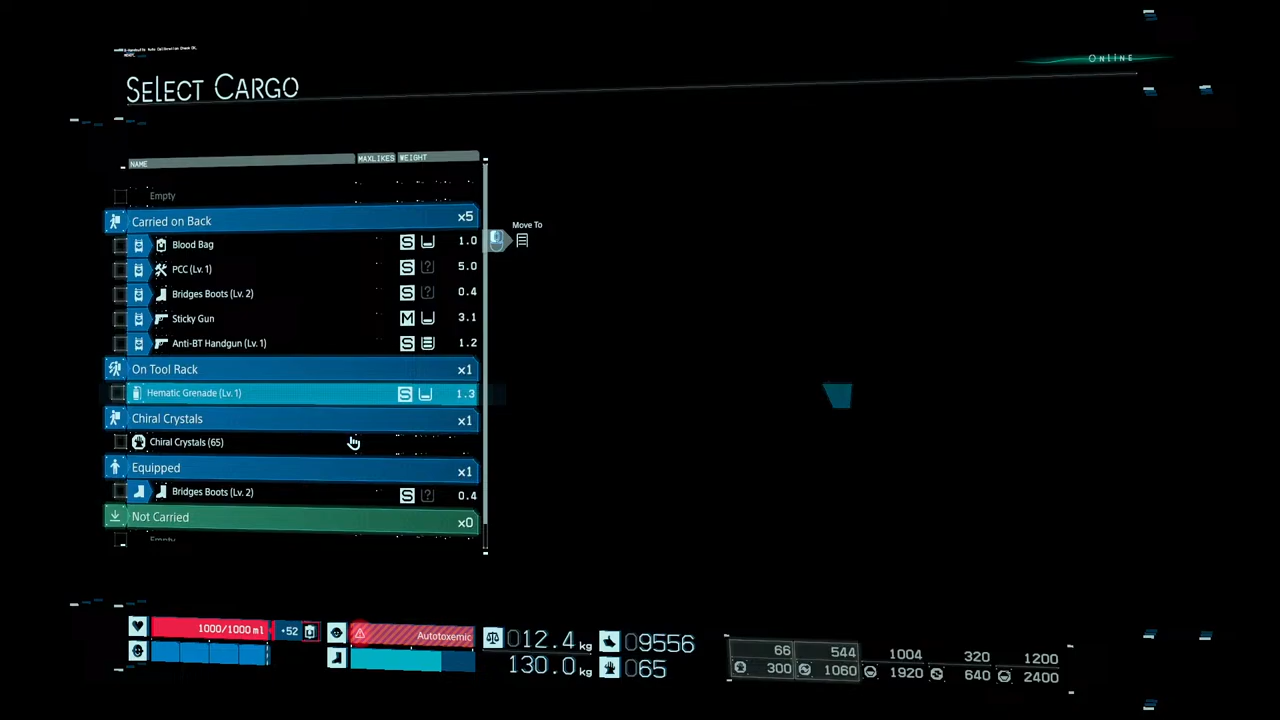 ONLINE
SELECT CARGO
NAME MAXLIKES WEIGHT
Empty
Carried on Back x5
Blood Bag S 1.0
PCC (Lv. 1) S ? 5.0
Bridges Boots (Lv. 2) S ? 0.4
Sticky Gun M 3.1
Anti-BT Handgun (Lv. 1) S 1.2
On Tool Rack x1
Hematic Grenade (Lv. 1) S 1.3
Chiral Crystals x1
Chiral Crystals (65)
Equipped x1
Bridges Boots (Lv. 2) S ? 0.4
Not Carried x0
Empty
Move To
1000/1000 ml +52 Autotoxemic
012.4 kg 09556
130.0 kg 065
66 544 1004 320 1200
300 1060 1920 640 2400